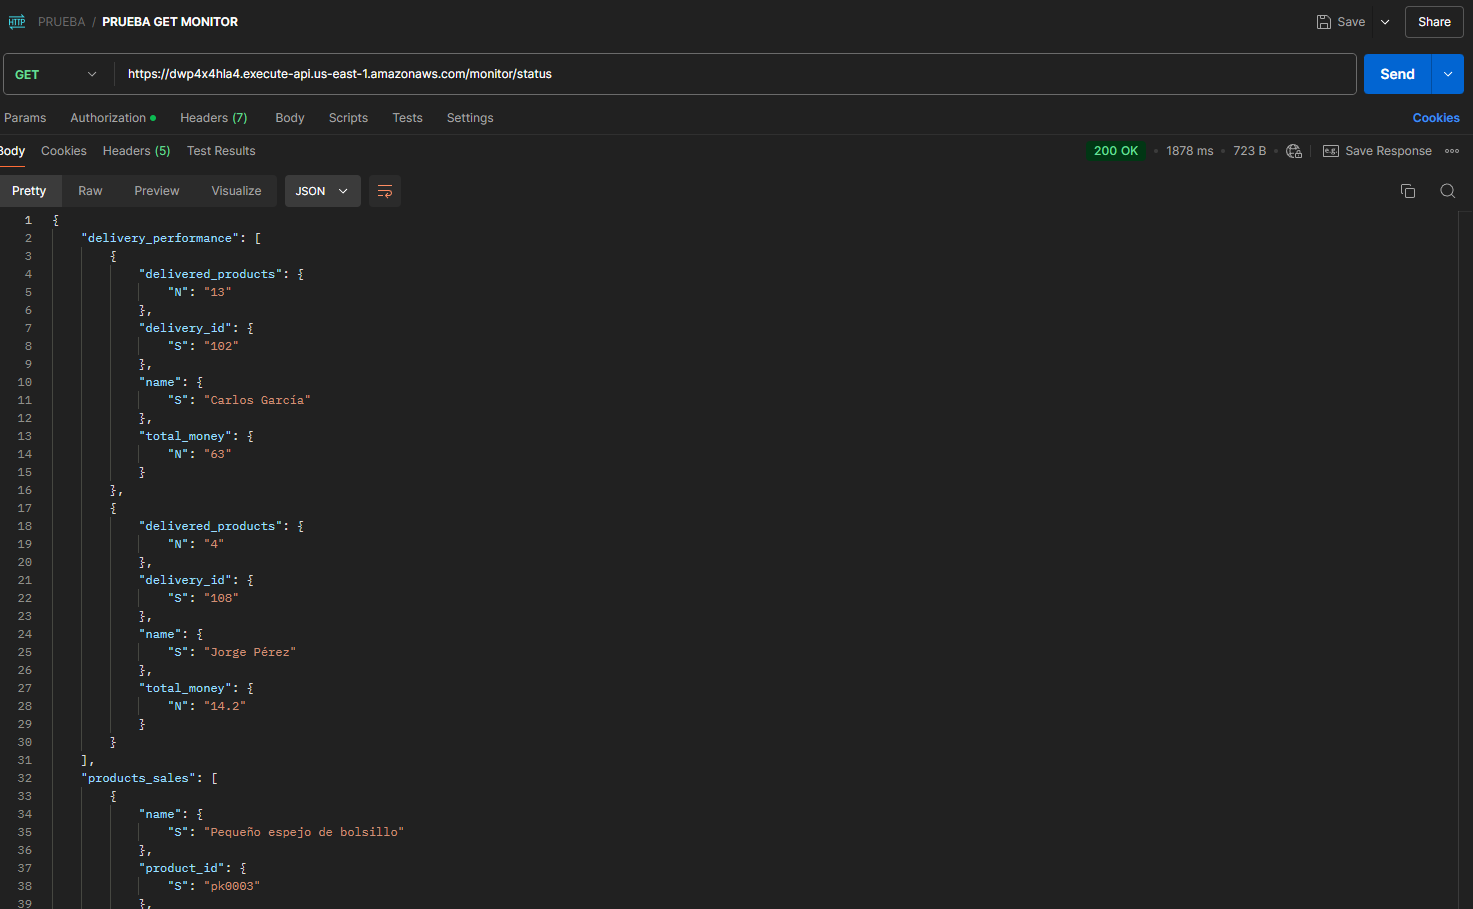 HTTP PRUEBA / PRUEBA GET MONITOR Save Share
GET https://dwp4x4hla4.execute-api.us-east-1.amazonaws.com/monitor/status Send
Params Authorization Headers (7) Body Scripts Tests Settings Cookies
Body Cookies Headers (5) Test Results 200 OK 1878 ms 723 B e.g. Save Response
Pretty Raw Preview Visualize JSON
1 {
2 "delivery_performance": [
3 {
4 "delivered_products": {
5 "N": "13"
6 },
7 "delivery_id": {
8 "S": "102"
9 },
10 "name": {
11 "S": "Carlos García"
12 },
13 "total_money": {
14 "N": "63"
15 }
16 },
17 {
18 "delivered_products": {
19 "N": "4"
20 },
21 "delivery_id": {
22 "S": "108"
23 },
24 "name": {
25 "S": "Jorge Pérez"
26 },
27 "total_money": {
28 "N": "14.2"
29 }
30 }
31 ],
32 "products_sales": [
33 {
34 "name": {
35 "S": "Pequeño espejo de bolsillo"
36 },
37 "product_id": {
38 "S": "pk0003"
39 },